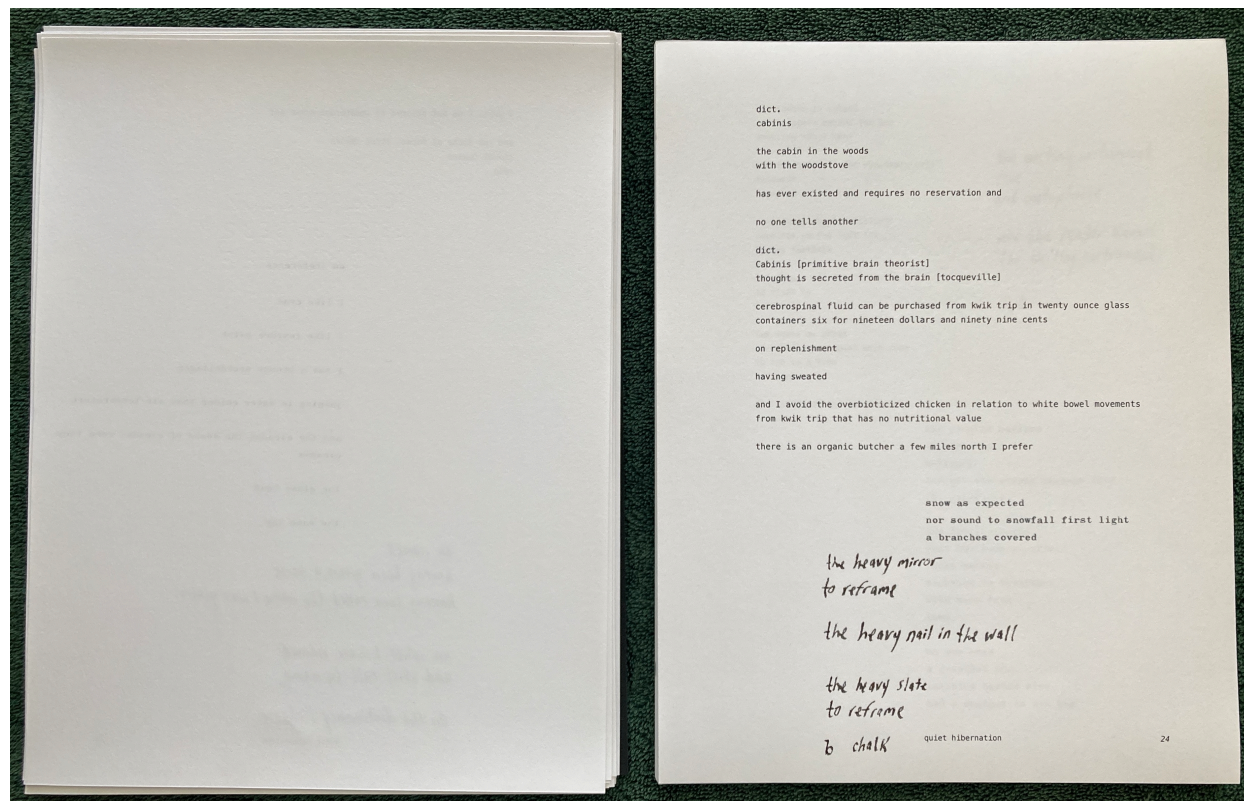 dict.
cabinis
the cabin in the woods
with the woodstove
has ever existed and requires no reservation and
no one tells another
dict.
Cabinis [primitive brain theorist]
thought is secreted from the brain [tocqueville]
cerebrospinal fluid can be purchased from kwik trip in twenty ounce glass
containers six for nineteen dollars and ninety nine cents
on replenishment
having sweated
and I avoid the overbioticized chicken in relation to white bowel movements
from kwik trip that has no nutritional value
there is an organic butcher a few miles north I prefer
snow as expected
nor sound to snowfall first light
a branches covered
the heavy mirror
to reframe
the heavy nail in the wall
the heavy slate
to reframe
chalk
quiet hibernation
24